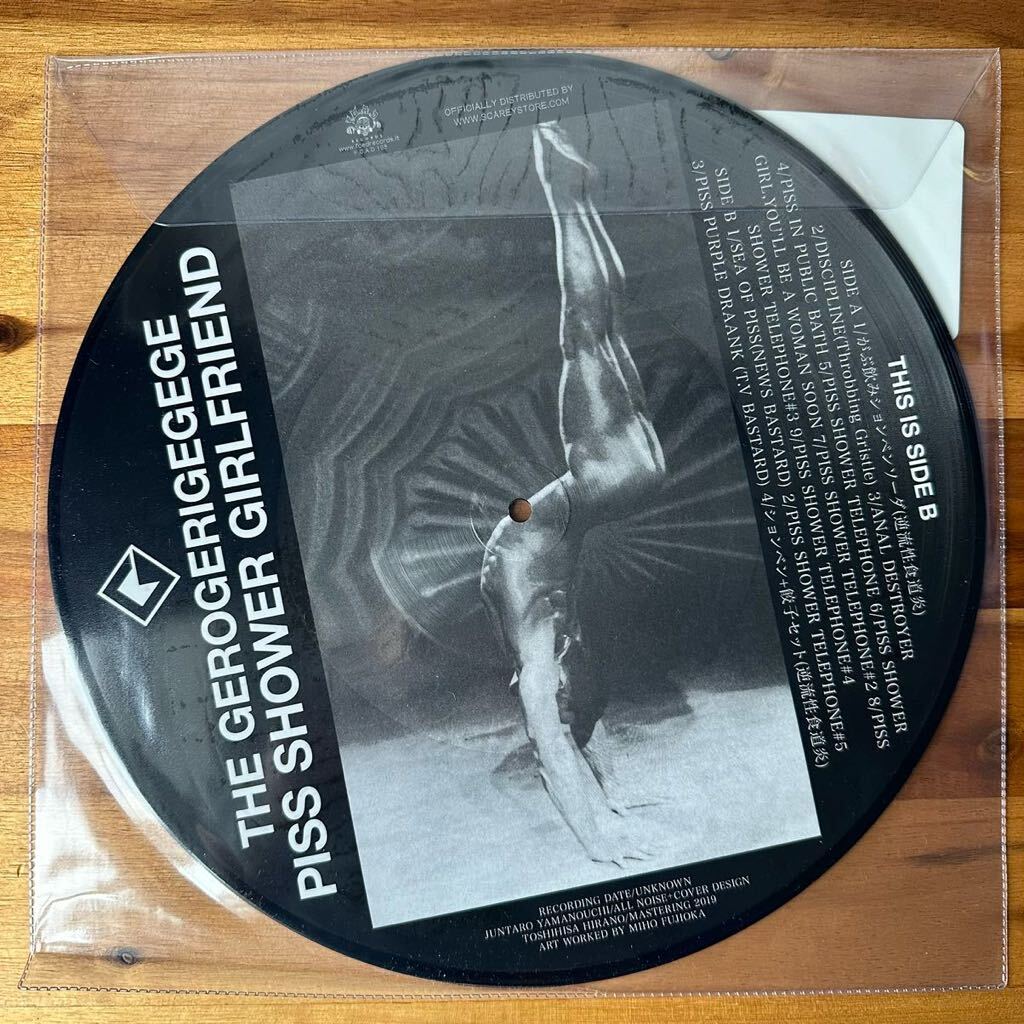 OFFICIALLY DISTRIBUTED BY
WWW.SCAREYSTORE.COM
RECORDS
www.foadrecords.it
THE GEROGERIGEGEGE
PISS SHOWER GIRLFRIEND
THIS IS SIDE B
SIDE A 1/がぶ飲みションベンソーダ(逆流性食道炎)
2/DISCIPLINE(Throbbing Gristle) 3/ANAL DESTROYER
4/PISS IN PUBLIC BATH 5/PISS SHOWER TELEPHONE 6/PISS SHOWER
GIRL,YOU'LL BE A WOMAN SOON 7/PISS SHOWER TELEPHONE#2 8/PISS
SHOWER TELEPHONE#3 9/PISS SHOWER TELEPHONE#4
SIDE B 1/SEA OF PISS(NEWS BASTARD) 2/PISS SHOWER TELEPHONE#5
3/PISS PURPLE DRAANK (TV BASTARD) 4/ションベン+餃子セット(逆流性食道炎)
RECORDING DATE/UNKNOWN
JUNTARO YAMANOUCHI/ALL NOISE+COVER DESIGN
TOSHIHISA HIRANO/MASTERING 2019
ART WORKED BY MIHO FUJIOKA